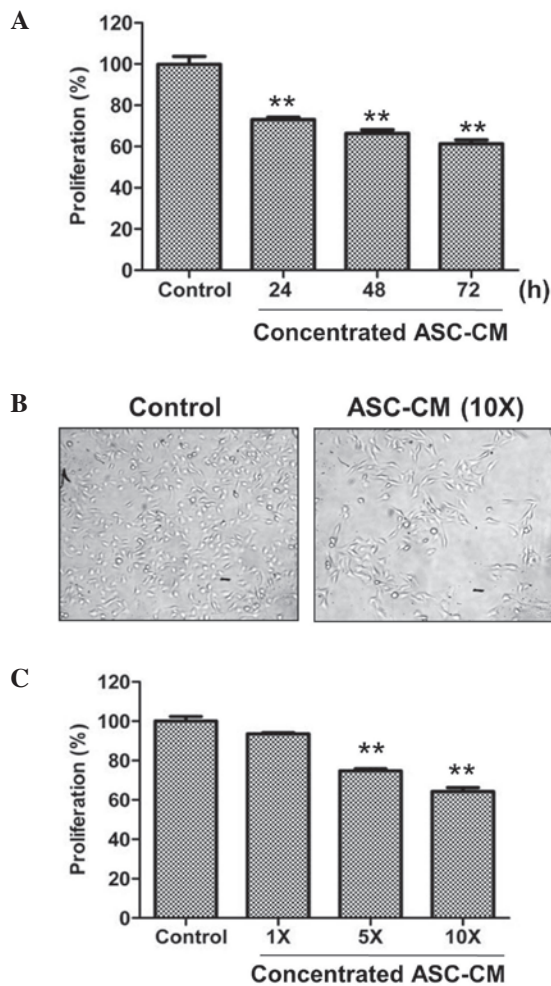 A
Proliferation (%)
120
100
80
60
40
20
0
**
**
**
Control
24
48
72
(h)
Concentrated ASC-CM
B
Control
ASC-CM (10X)
C
Proliferation (%)
120
100
80
60
40
20
0
**
**
Control
1X
5X
10X
Concentrated ASC-CM